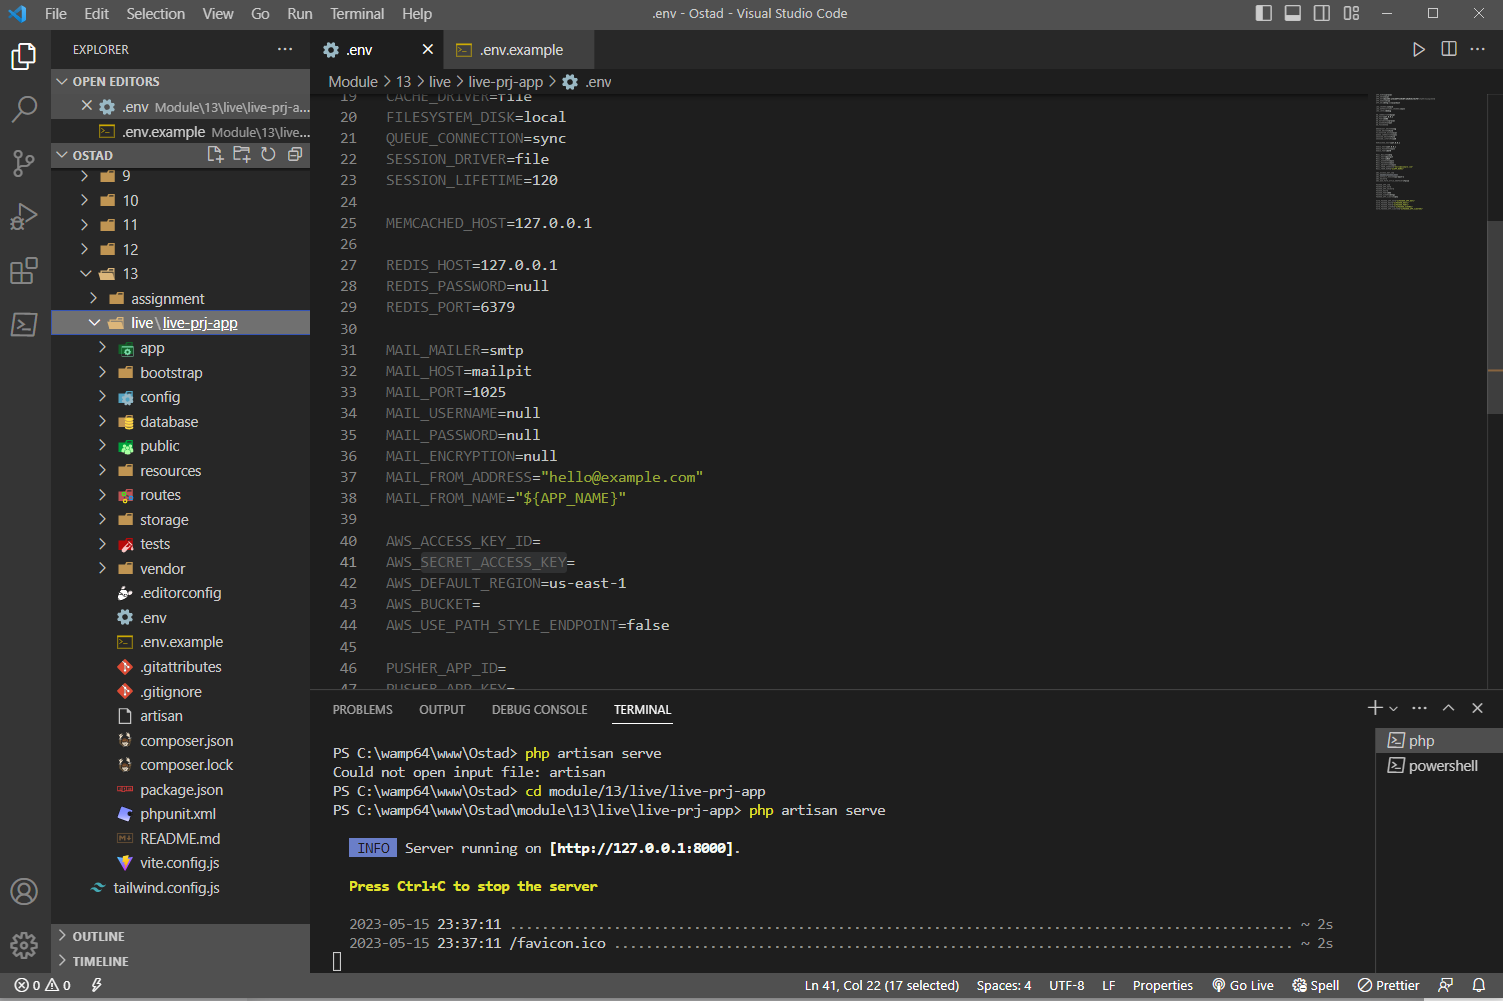 File Edit Selection View Go Run Terminal Help .env - Ostad - Visual Studio Code
EXPLORER
OPEN EDITORS
.env Module\13\live\live-prj-a...
.env.example Module\13\live...
OSTAD
9
10
11
12
13
assignment
live\live-prj-app
app
bootstrap
config
database
public
resources
routes
storage
tests
vendor
.editorconfig
.env
.env.example
.gitattributes
.gitignore
artisan
composer.json
composer.lock
package.json
phpunit.xml
README.md
vite.config.js
tailwind.config.js
OUTLINE
TIMELINE
.env .env.example
Module > 13 > live > live-prj-app > .env
19 CACHE_DRIVER=file
20 FILESYSTEM_DISK=local
21 QUEUE_CONNECTION=sync
22 SESSION_DRIVER=file
23 SESSION_LIFETIME=120
24
25 MEMCACHED_HOST=127.0.0.1
26
27 REDIS_HOST=127.0.0.1
28 REDIS_PASSWORD=null
29 REDIS_PORT=6379
30
31 MAIL_MAILER=smtp
32 MAIL_HOST=mailpit
33 MAIL_PORT=1025
34 MAIL_USERNAME=null
35 MAIL_PASSWORD=null
36 MAIL_ENCRYPTION=null
37 MAIL_FROM_ADDRESS="hello@example.com"
38 MAIL_FROM_NAME="${APP_NAME}"
39
40 AWS_ACCESS_KEY_ID=
41 AWS_SECRET_ACCESS_KEY=
42 AWS_DEFAULT_REGION=us-east-1
43 AWS_BUCKET=
44 AWS_USE_PATH_STYLE_ENDPOINT=false
45
46 PUSHER_APP_ID=
47 PUSHER_APP_KEY=
PROBLEMS OUTPUT DEBUG CONSOLE TERMINAL
PS C:\wamp64\www\Ostad> php artisan serve
Could not open input file: artisan
PS C:\wamp64\www\Ostad> cd module/13/live/live-prj-app
PS C:\wamp64\www\Ostad\module\13\live\live-prj-app> php artisan serve
INFO Server running on [http://127.0.0.1:8000].
Press Ctrl+C to stop the server
2023-05-15 23:37:11 ................................................................................................... ~ 2s
2023-05-15 23:37:11 /favicon.ico ...................................................................................... ~ 2s
php
powershell
0 0 Ln 41, Col 22 (17 selected) Spaces: 4 UTF-8 LF Properties Go Live Spell Prettier